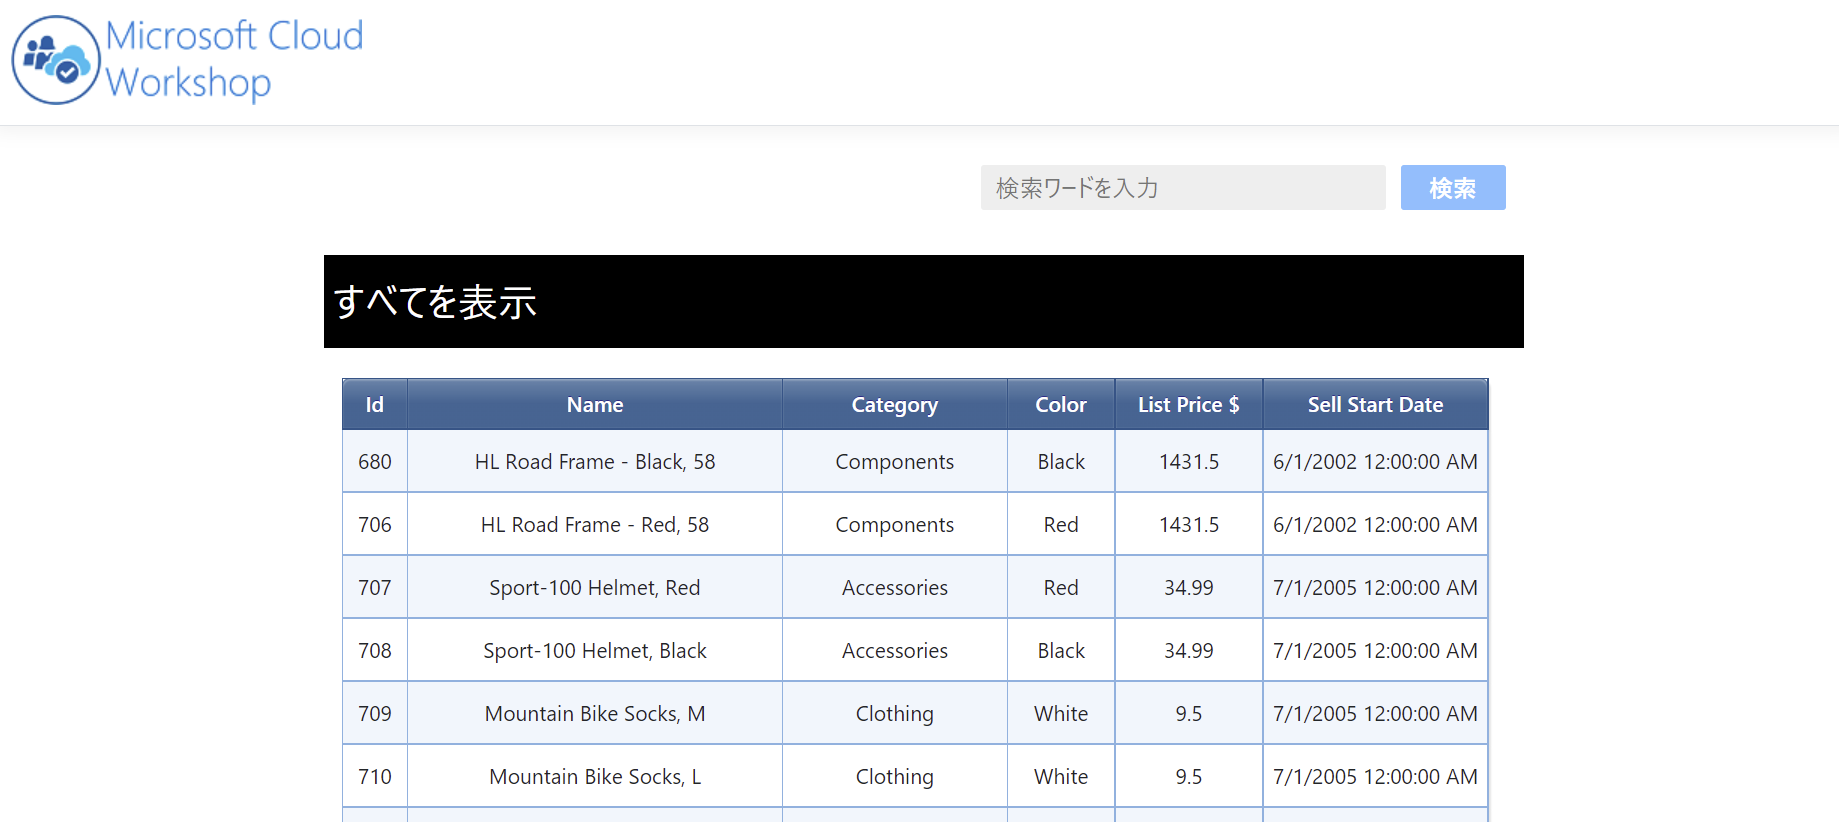 Microsoft Cloud
Workshop
検索ワードを入力 検索
すべてを表示
Id Name Category Color List Price $ Sell Start Date
680 HL Road Frame - Black, 58 Components Black 1431.5 6/1/2002 12:00:00 AM
706 HL Road Frame - Red, 58 Components Red 1431.5 6/1/2002 12:00:00 AM
707 Sport-100 Helmet, Red Accessories Red 34.99 7/1/2005 12:00:00 AM
708 Sport-100 Helmet, Black Accessories Black 34.99 7/1/2005 12:00:00 AM
709 Mountain Bike Socks, M Clothing White 9.5 7/1/2005 12:00:00 AM
710 Mountain Bike Socks, L Clothing White 9.5 7/1/2005 12:00:00 AM